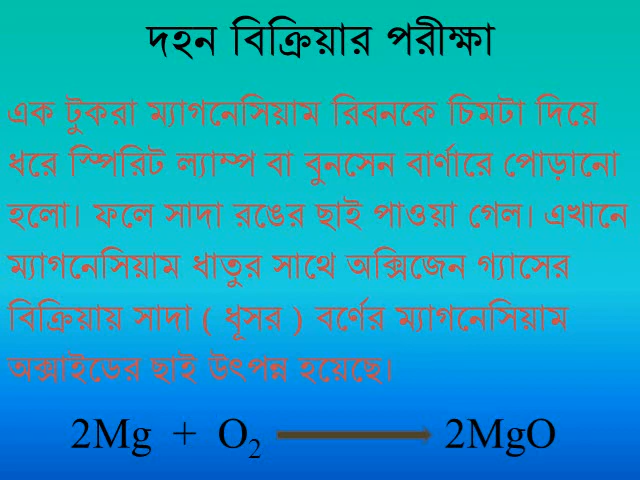 দহন বিক্রিয়ার পরীক্ষা
এক টুকরা ম্যাগনেসিয়াম রিবনকে চিমটা দিয়ে
ধরে স্পিরিট ল্যাম্প বা বুনসেন বার্ণারে পোড়ানো
হলো। ফলে সাদা রঙের ছাই পাওয়া গেল। এখানে
ম্যাগনেসিয়াম ধাতুর সাথে অক্সিজেন গ্যাসের
বিক্রিয়ায় সাদা ( ধূসর ) বর্ণের ম্যাগনেসিয়াম
অক্সাইডের ছাই উৎপন্ন হয়েছে।
2Mg + O₂ ⟶ 2MgO